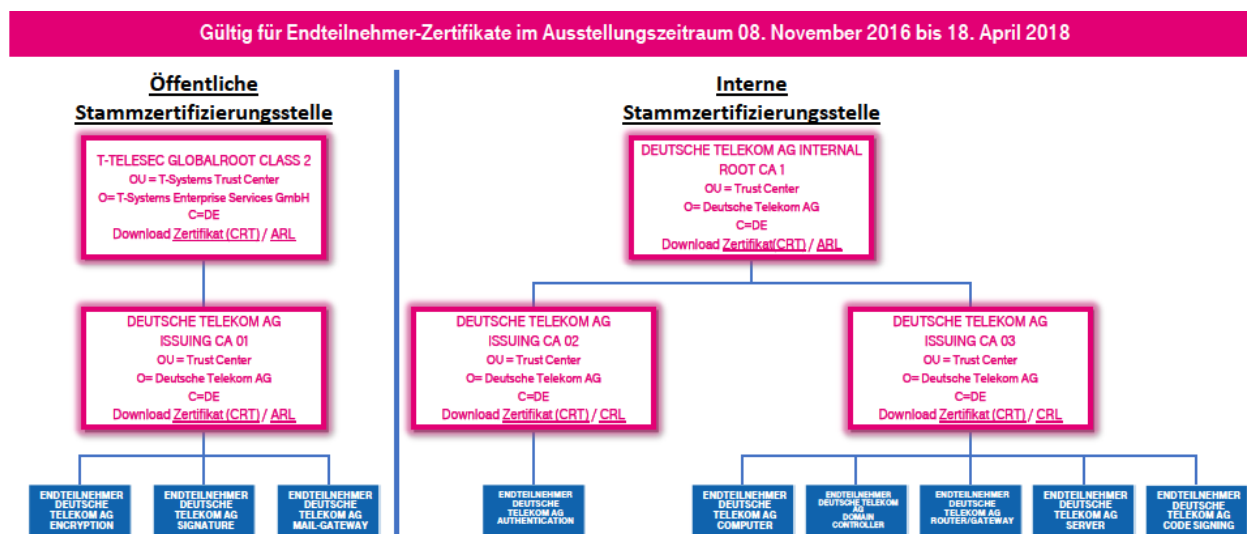 Gültig für Endteilnehmer-Zertifikate im Ausstellungszeitraum 08. November 2016 bis 18. April 2018
Öffentliche
Stammzertifizierungsstelle
T-TELESEC GLOBALROOT CLASS 2
OU = T-Systems Trust Center
O= T-Systems Enterprise Services GmbH
C=DE
Download Zertifikat (CRT) / ARL
DEUTSCHE TELEKOM AG
ISSUING CA 01
OU = Trust Center
O= Deutsche Telekom AG
C=DE
Download Zertifikat (CRT) / ARL
ENDTEILNEHMER
DEUTSCHE
TELEKOM AG
ENCRYPTION
ENDTEILNEHMER
DEUTSCHE
TELEKOM AG
SIGNATURE
ENDTEILNEHMER
DEUTSCHE
TELEKOM AG
MAIL-GATEWAY
Interne
Stammzertifizierungsstelle
DEUTSCHE TELEKOM AG INTERNAL
ROOT CA 1
OU = Trust Center
O= Deutsche Telekom AG
C=DE
Download Zertifikat(CRT) / ARL
DEUTSCHE TELEKOM AG
ISSUING CA 02
OU = Trust Center
O= Deutsche Telekom AG
C=DE
Download Zertifikat (CRT) / CRL
DEUTSCHE TELEKOM AG
ISSUING CA 03
OU = Trust Center
O= Deutsche Telekom AG
C=DE
Download Zertifikat (CRT) / CRL
ENDTEILNEHMER
DEUTSCHE
TELEKOM AG
AUTHENTICATION
ENDTEILNEHMER
DEUTSCHE
TELEKOM AG
COMPUTER
ENDTEILNEHMER
DEUTSCHE TELEKOM
AG
DOMAIN
CONTROLLER
ENDTEILNEHMER
DEUTSCHE
TELEKOM AG
ROUTER/GATEWAY
ENDTEILNEHMER
DEUTSCHE
TELEKOM AG
SERVER
ENDTEILNEHMER
DEUTSCHE
TELEKOM AG
CODE SIGNING